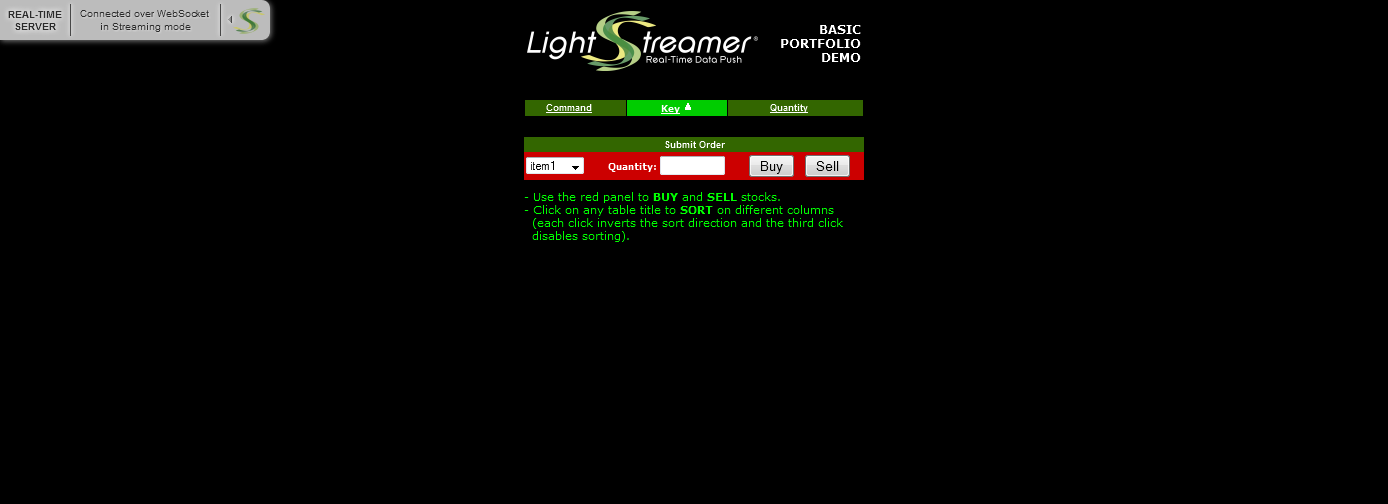 REAL-TIME
SERVER
Connected over WebSocket
in Streaming mode
LightStreamer®
Real-Time Data Push
BASIC
PORTFOLIO
DEMO
Command Key Quantity
Submit Order
item1 Quantity: Buy Sell
- Use the red panel to BUY and SELL stocks.
- Click on any table title to SORT on different columns
(each click inverts the sort direction and the third click
disables sorting).